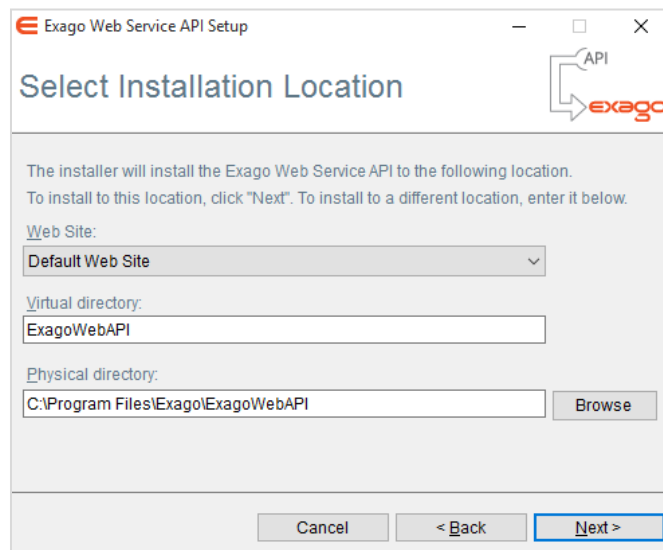 Exago Web Service API Setup
Select Installation Location
API
exago
The installer will install the Exago Web Service API to the following location.
To install to this location, click "Next". To install to a different location, enter it below.
Web Site:
Default Web Site
Virtual directory:
ExagoWebAPI
Physical directory:
C:\Program Files\Exago\ExagoWebAPI
Browse
Cancel
< Back
Next >